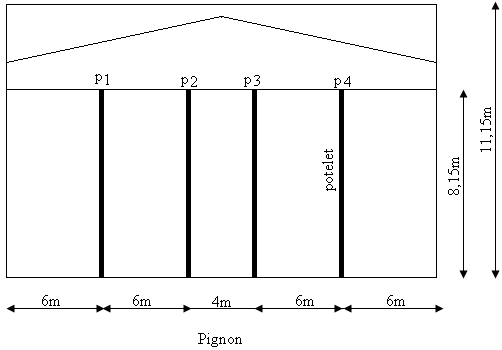 p1 p2 p3 p4
potelet
8,15m
11,15m
6m 6m 4m 6m 6m
Pignon